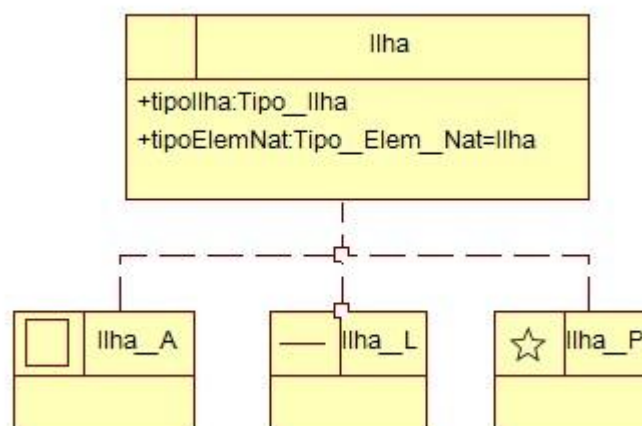 Ilha
+tipoIlha:Tipo__Ilha
+tipoElemNat:Tipo__Elem__Nat=Ilha
Ilha__A
Ilha__L
Ilha__P